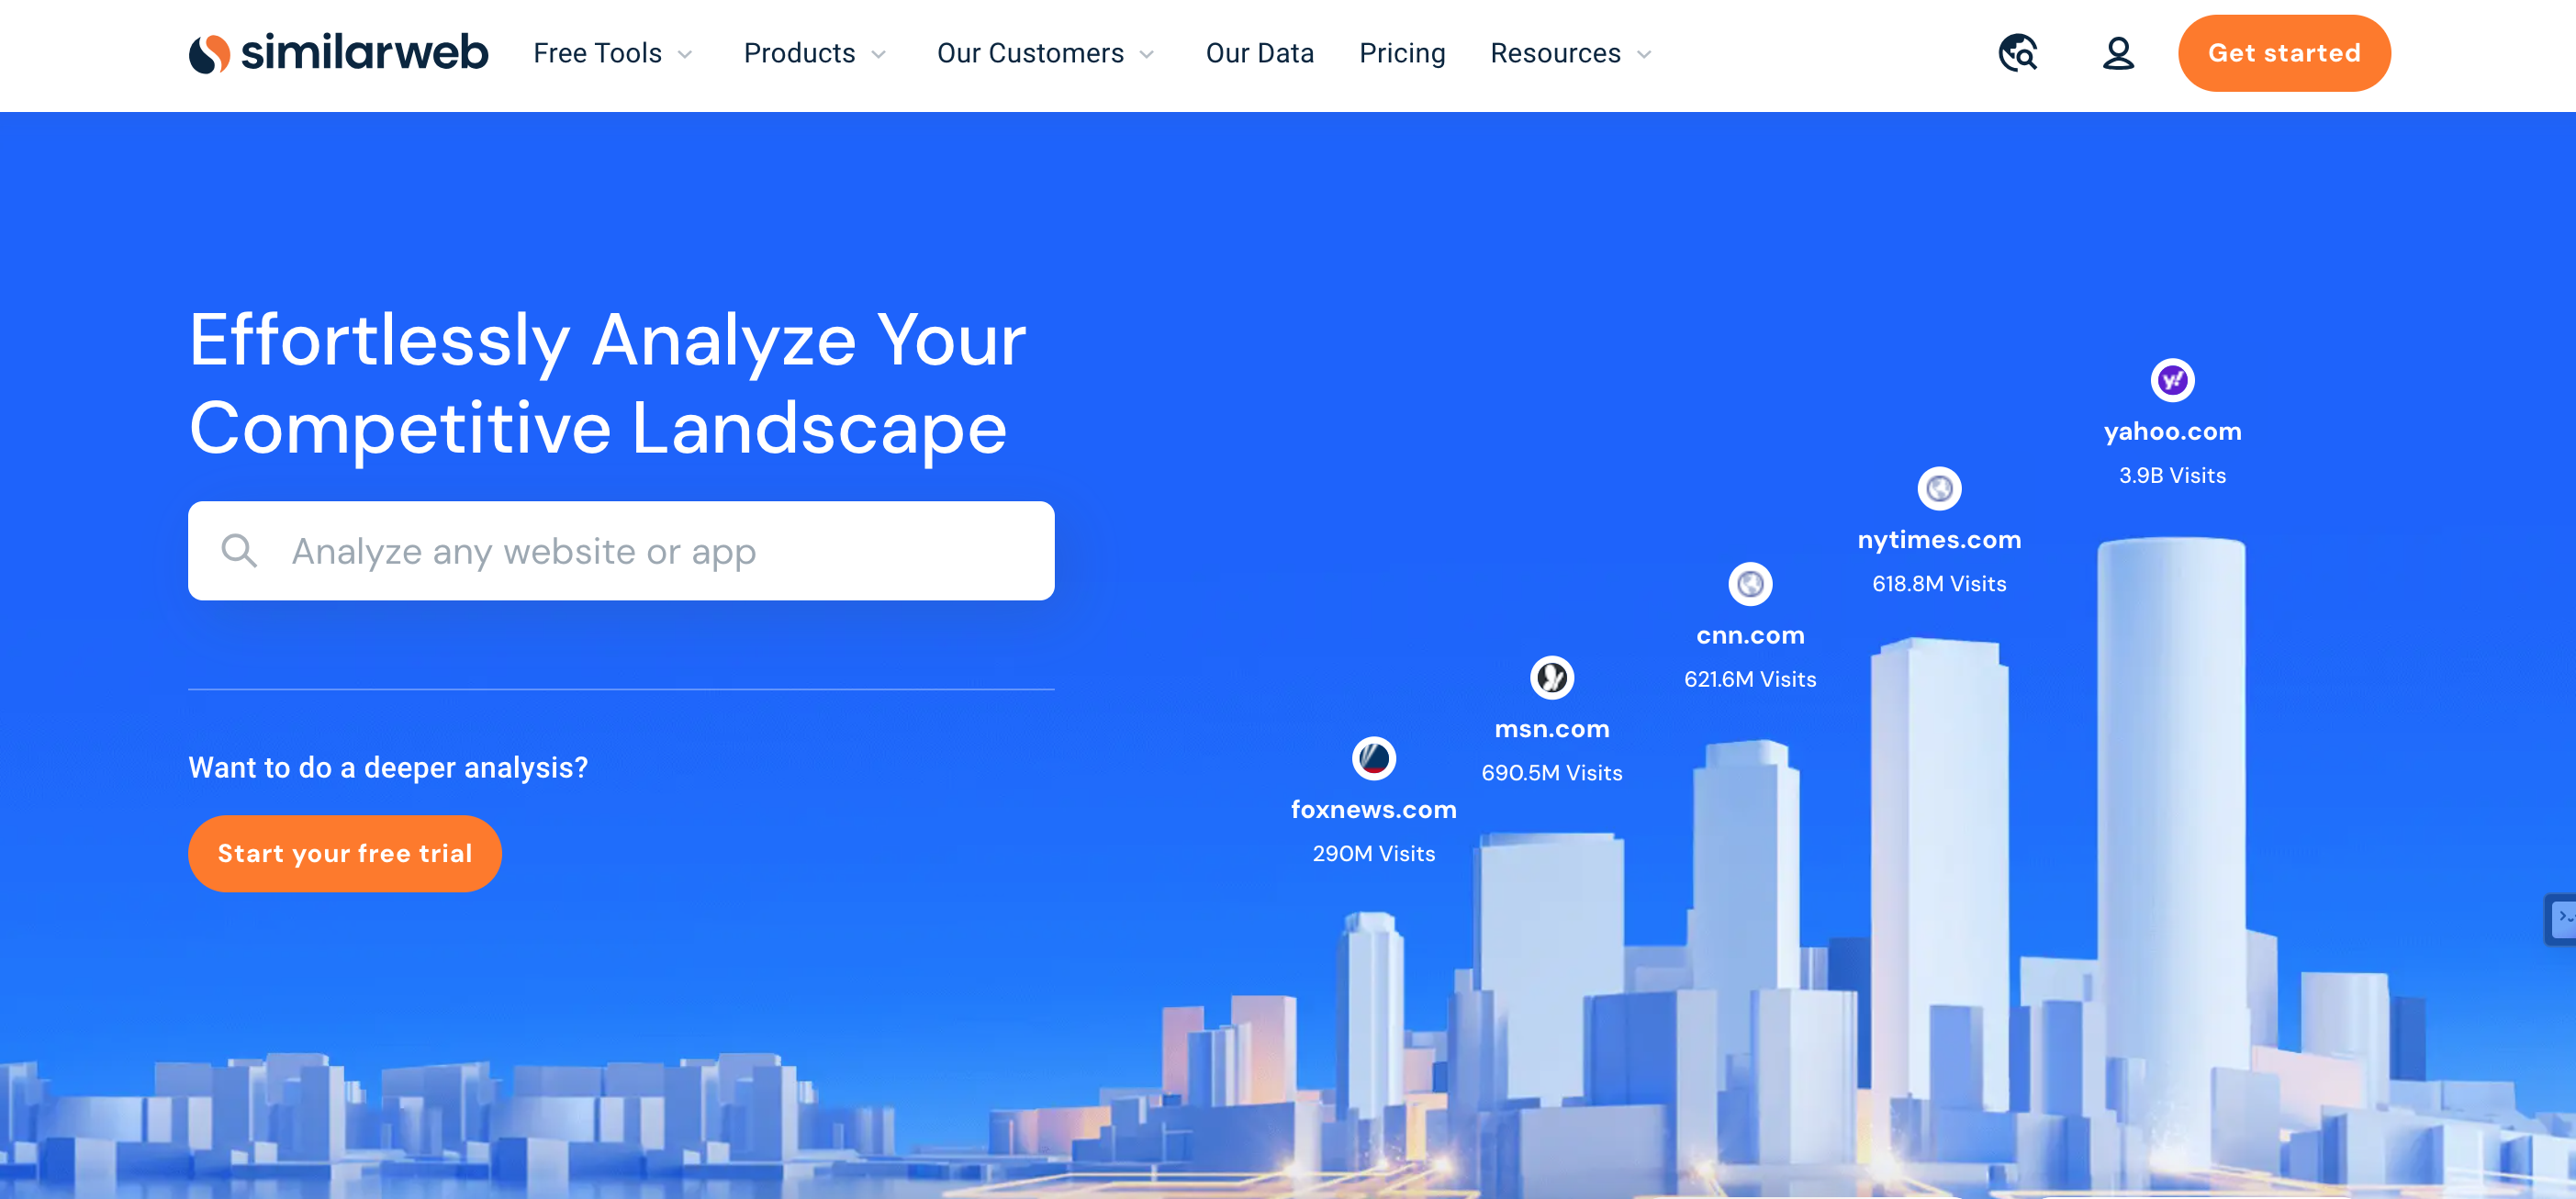 similarweb
Free Tools
Products
Our Customers
Our Data
Pricing
Resources
Get started
Effortlessly Analyze Your
Competitive Landscape
Analyze any website or app
Want to do a deeper analysis?
Start your free trial
foxnews.com
290M Visits
msn.com
690.5M Visits
cnn.com
621.6M Visits
nytimes.com
618.8M Visits
y!
yahoo.com
3.9B Visits